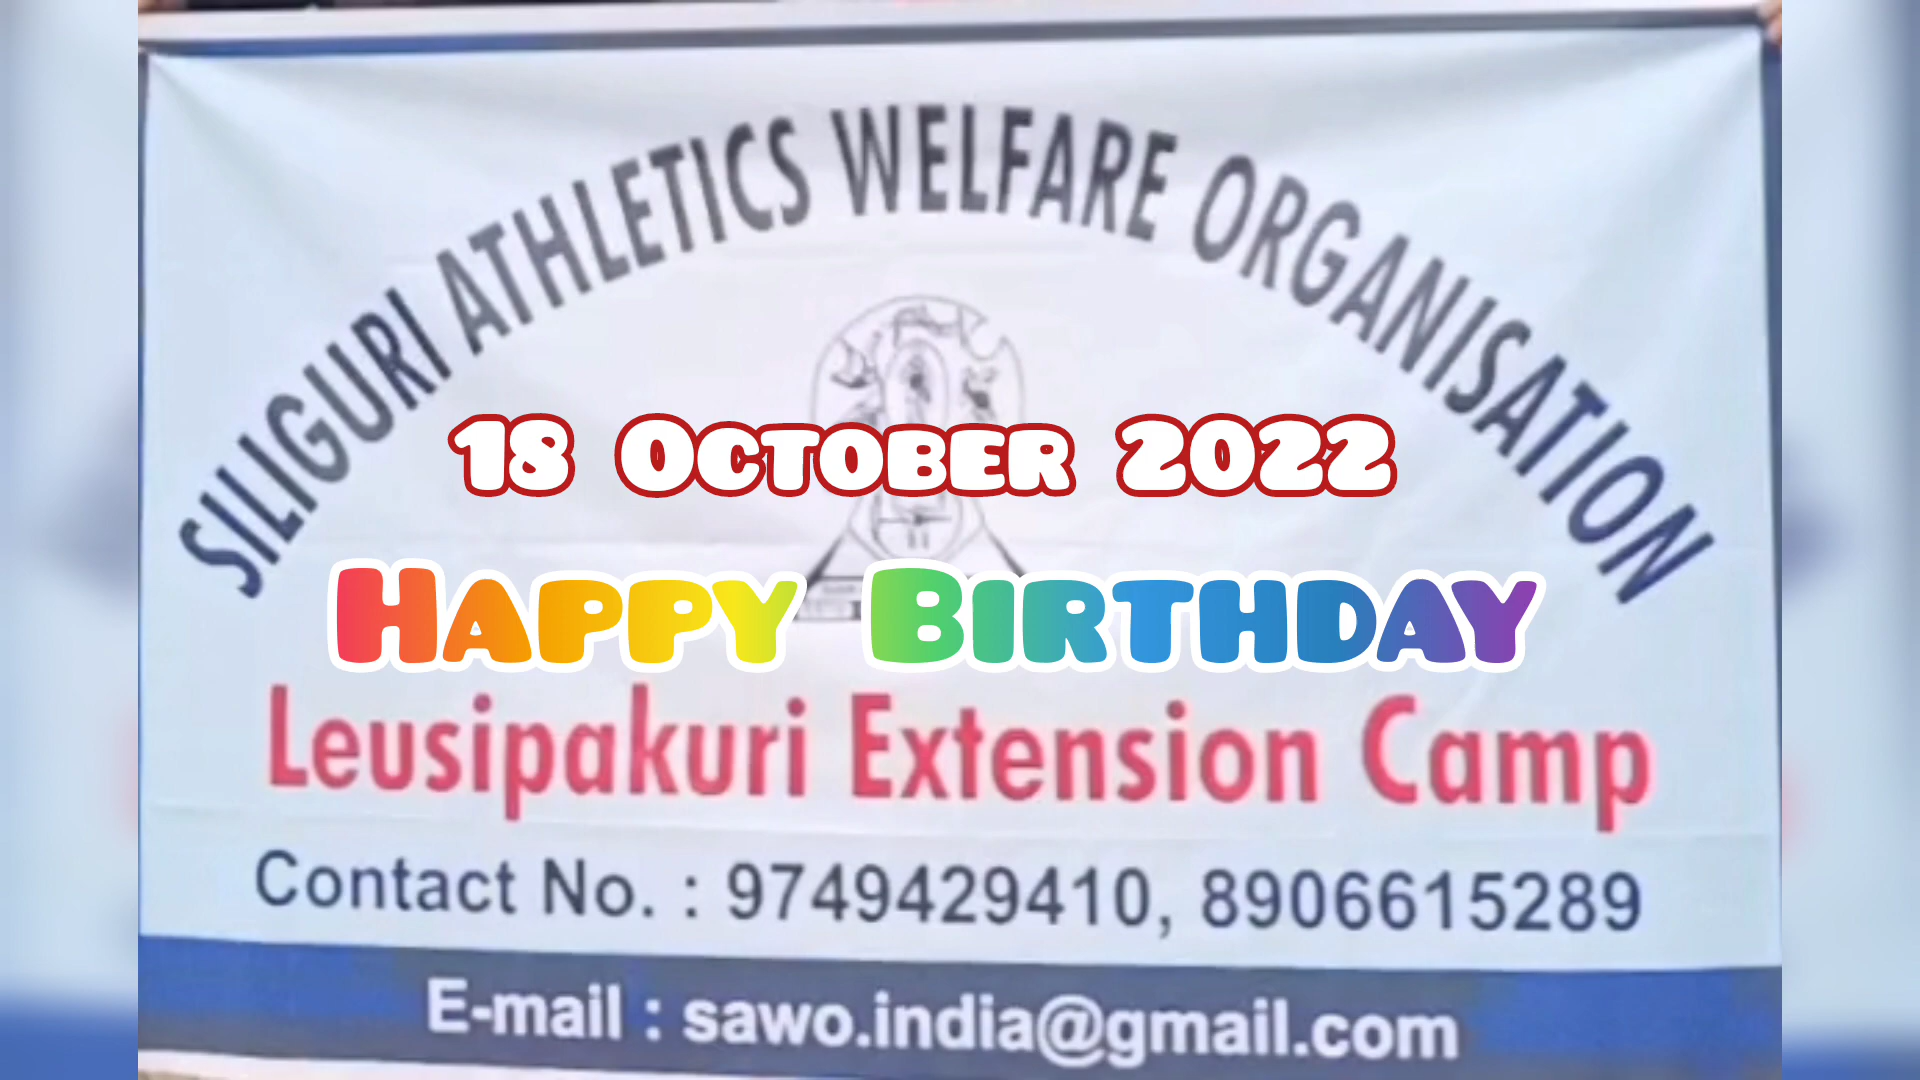 SILIGURI ATHLETICS WELFARE ORGANISATION
18 October 2022
Happy Birthday
Leusipakuri Extension Camp
Contact No. : 9749429410, 8906615289
E-mail : sawo.india@gmail.com